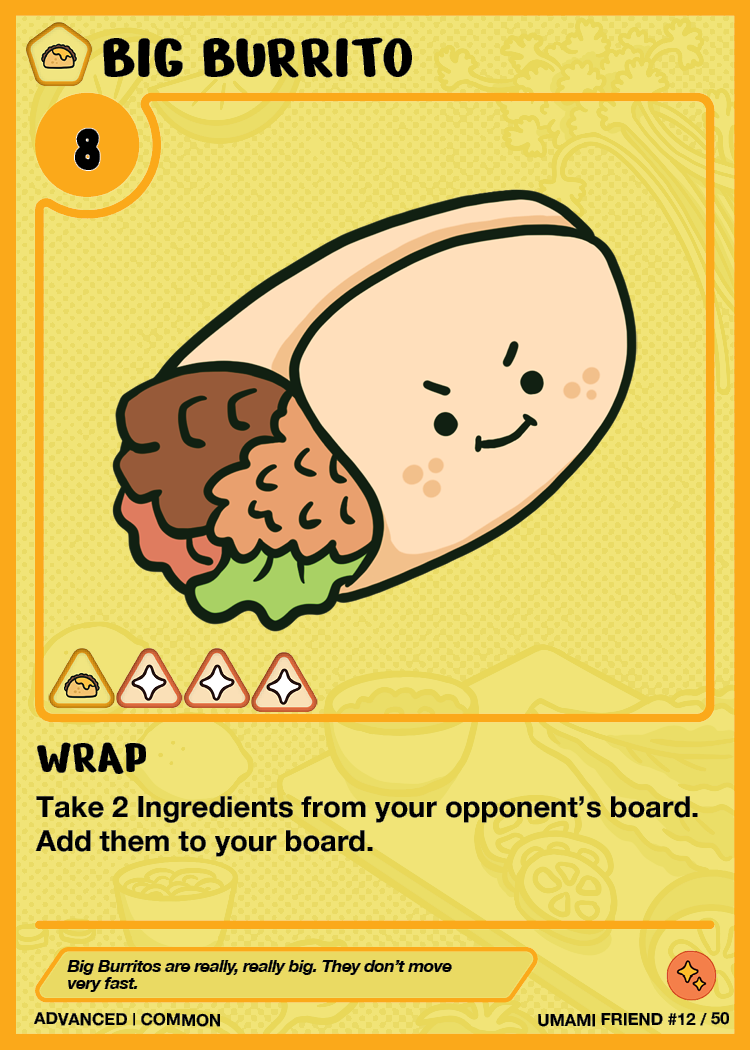 BIG BURRITO
8
WRAP
Take 2 Ingredients from your opponent's board.
Add them to your board.
Big Burritos are really, really big. They don't move
very fast.
ADVANCED | COMMON
UMAMI FRIEND #12 / 50